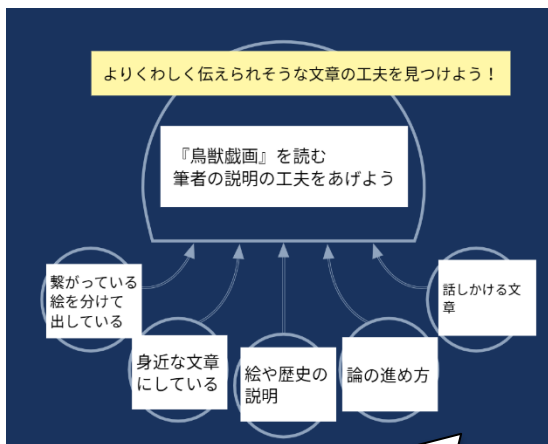 よりくわしく伝えられそうな文章の工夫を見つけよう！
『鳥獣戯画』を読む
筆者の説明の工夫をあげよう
繋がっている
絵を分けて
出している
身近な文章
にしている
絵や歴史の
説明
論の進め方
話しかける文
章